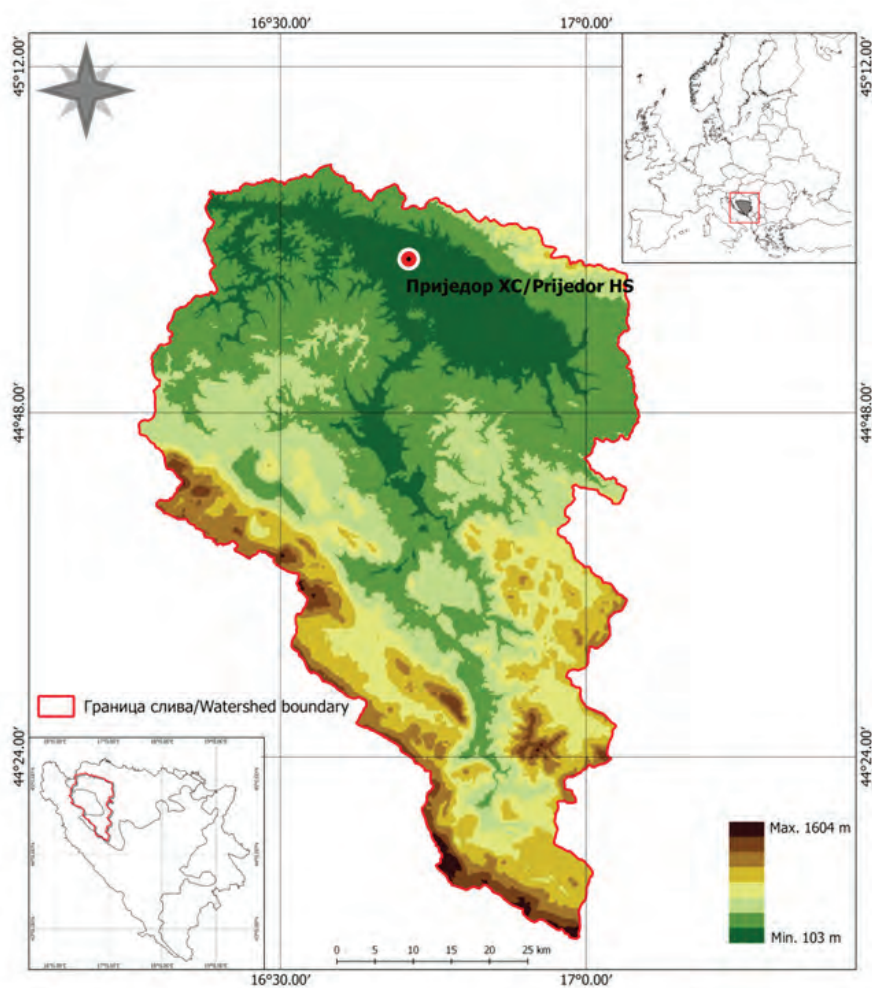 16°30.00′ 17°0.00′
45°12.00′ 45°12.00′
Приједор ХС/Prijedor HS
44°48.00′ 44°48.00′
Граница слива/Watershed boundary
44°24.00′ 44°24.00′
Max. 1604 m
Min. 103 m
0 5 10 15 20 25 km
16°30.00′ 17°0.00′